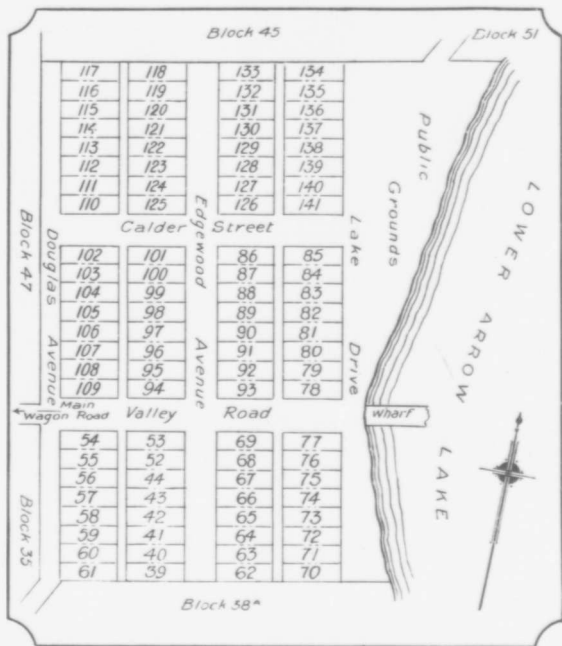 Block 45
Block 51
117 118 133 134
116 119 132 135
115 120 131 136
114 121 130 137
113 122 129 138
112 123 128 139
111 124 127 140
110 125 126 141
Public Grounds
LOWER ARROW LAKE
Calder Street
Edgewood Avenue
Lake Drive
Block 47
Douglas Avenue
102 101 86 85
103 100 87 84
104 99 88 83
105 98 89 82
106 97 90 81
107 96 91 80
108 95 92 79
109 94 93 78
Main
Wagon Road
Valley Road
Wharf
54 53 69 77
55 52 68 76
56 44 67 75
57 43 66 74
58 42 65 73
59 41 64 72
60 40 63 71
61 39 62 70
Block 35
Block 38ᴬ